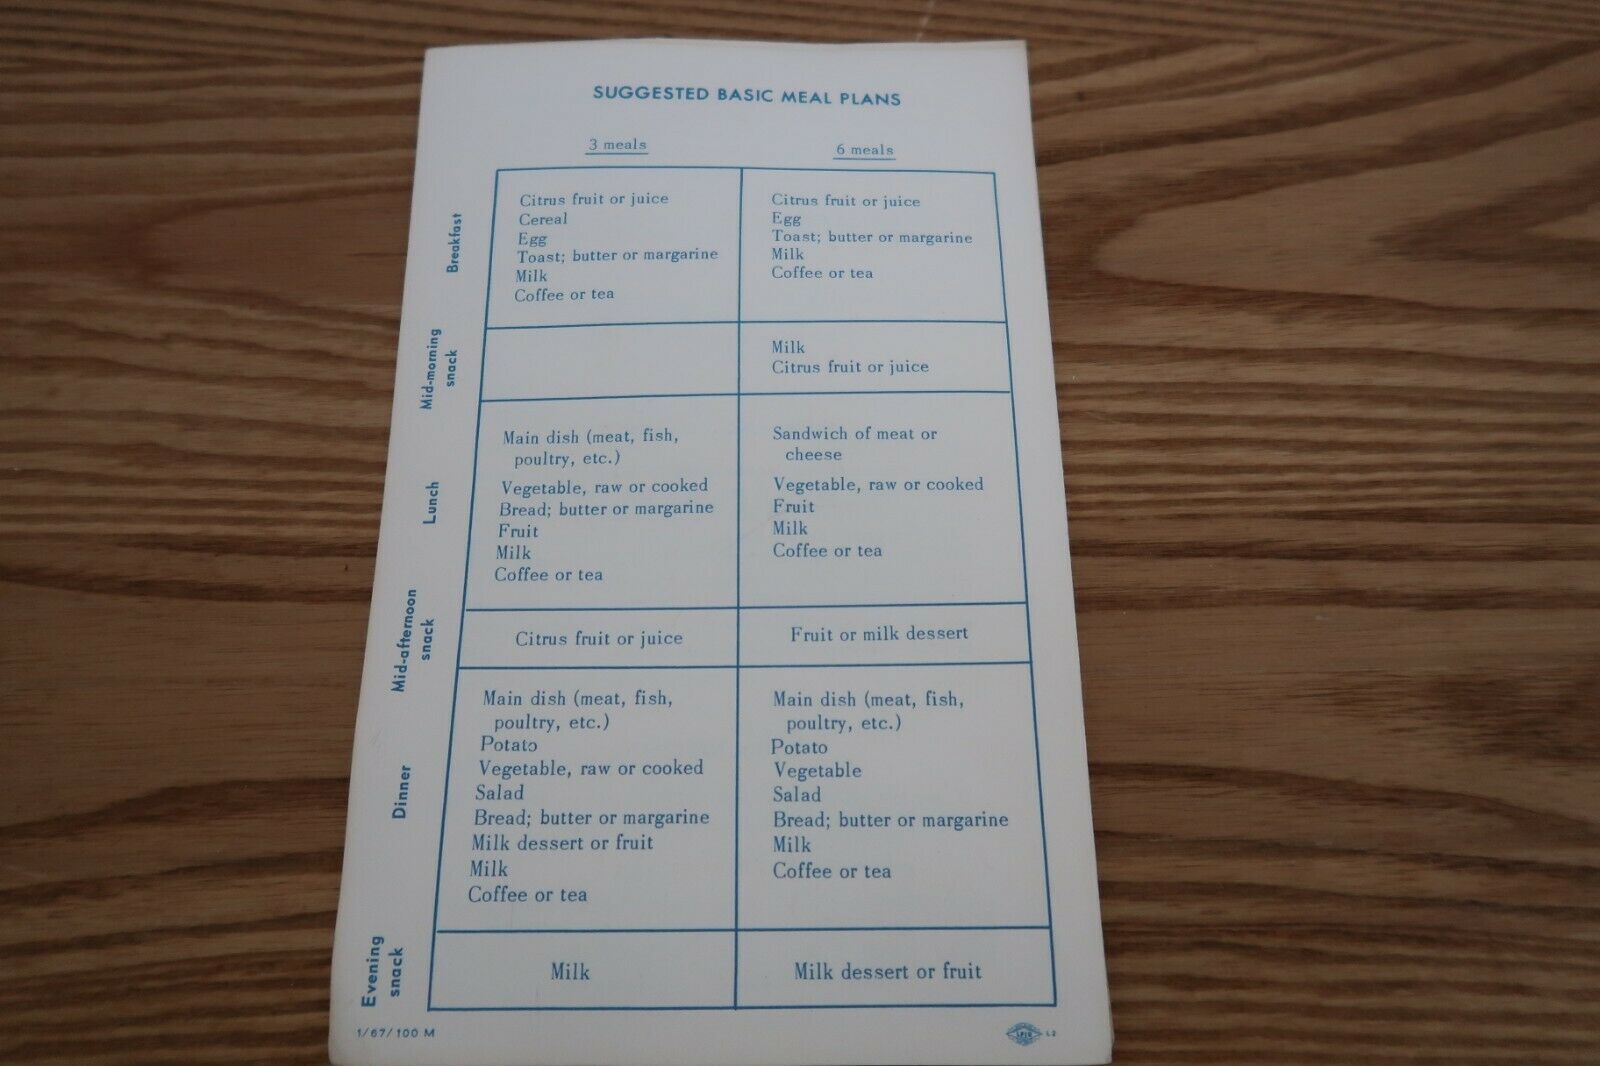 SUGGESTED BASIC MEAL PLANS
3 meals
6 meals
Breakfast
Citrus fruit or juice
Cereal
Egg
Toast; butter or margarine
Milk
Coffee or tea
Citrus fruit or juice
Egg
Toast; butter or margarine
Milk
Coffee or tea
Mid-morning
snack
Milk
Citrus fruit or juice
Lunch
Main dish (meat, fish,
poultry, etc.)
Vegetable, raw or cooked
Bread; butter or margarine
Fruit
Milk
Coffee or tea
Sandwich of meat or
cheese
Vegetable, raw or cooked
Fruit
Milk
Coffee or tea
Mid-afternoon
snack
Citrus fruit or juice
Fruit or milk dessert
Dinner
Main dish (meat, fish,
poultry, etc.)
Potato
Vegetable, raw or cooked
Salad
Bread; butter or margarine
Milk dessert or fruit
Milk
Coffee or tea
Main dish (meat, fish,
poultry, etc.)
Potato
Vegetable
Salad
Bread; butter or margarine
Milk
Coffee or tea
Evening
snack
Milk
Milk dessert or fruit
1/67/100 M
L2